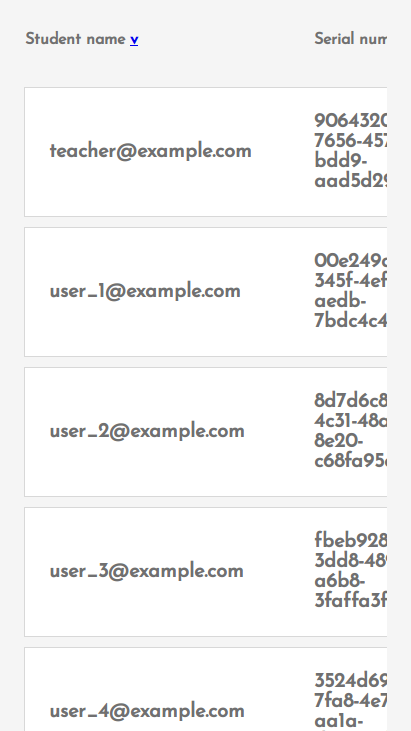 Student name v
Serial num
teacher@example.com
9064320
7656-457
bdd9-
aad5d29
user_1@example.com
00e249c
345f-4ef
aedb-
7bdc4c4
user_2@example.com
8d7d6c8
4c31-48a
8e20-
c68fa95
user_3@example.com
fbeb928
3dd8-489
a6b8-
3faffa3f
user_4@example.com
3524d69
7fa8-4e7
aa1a-